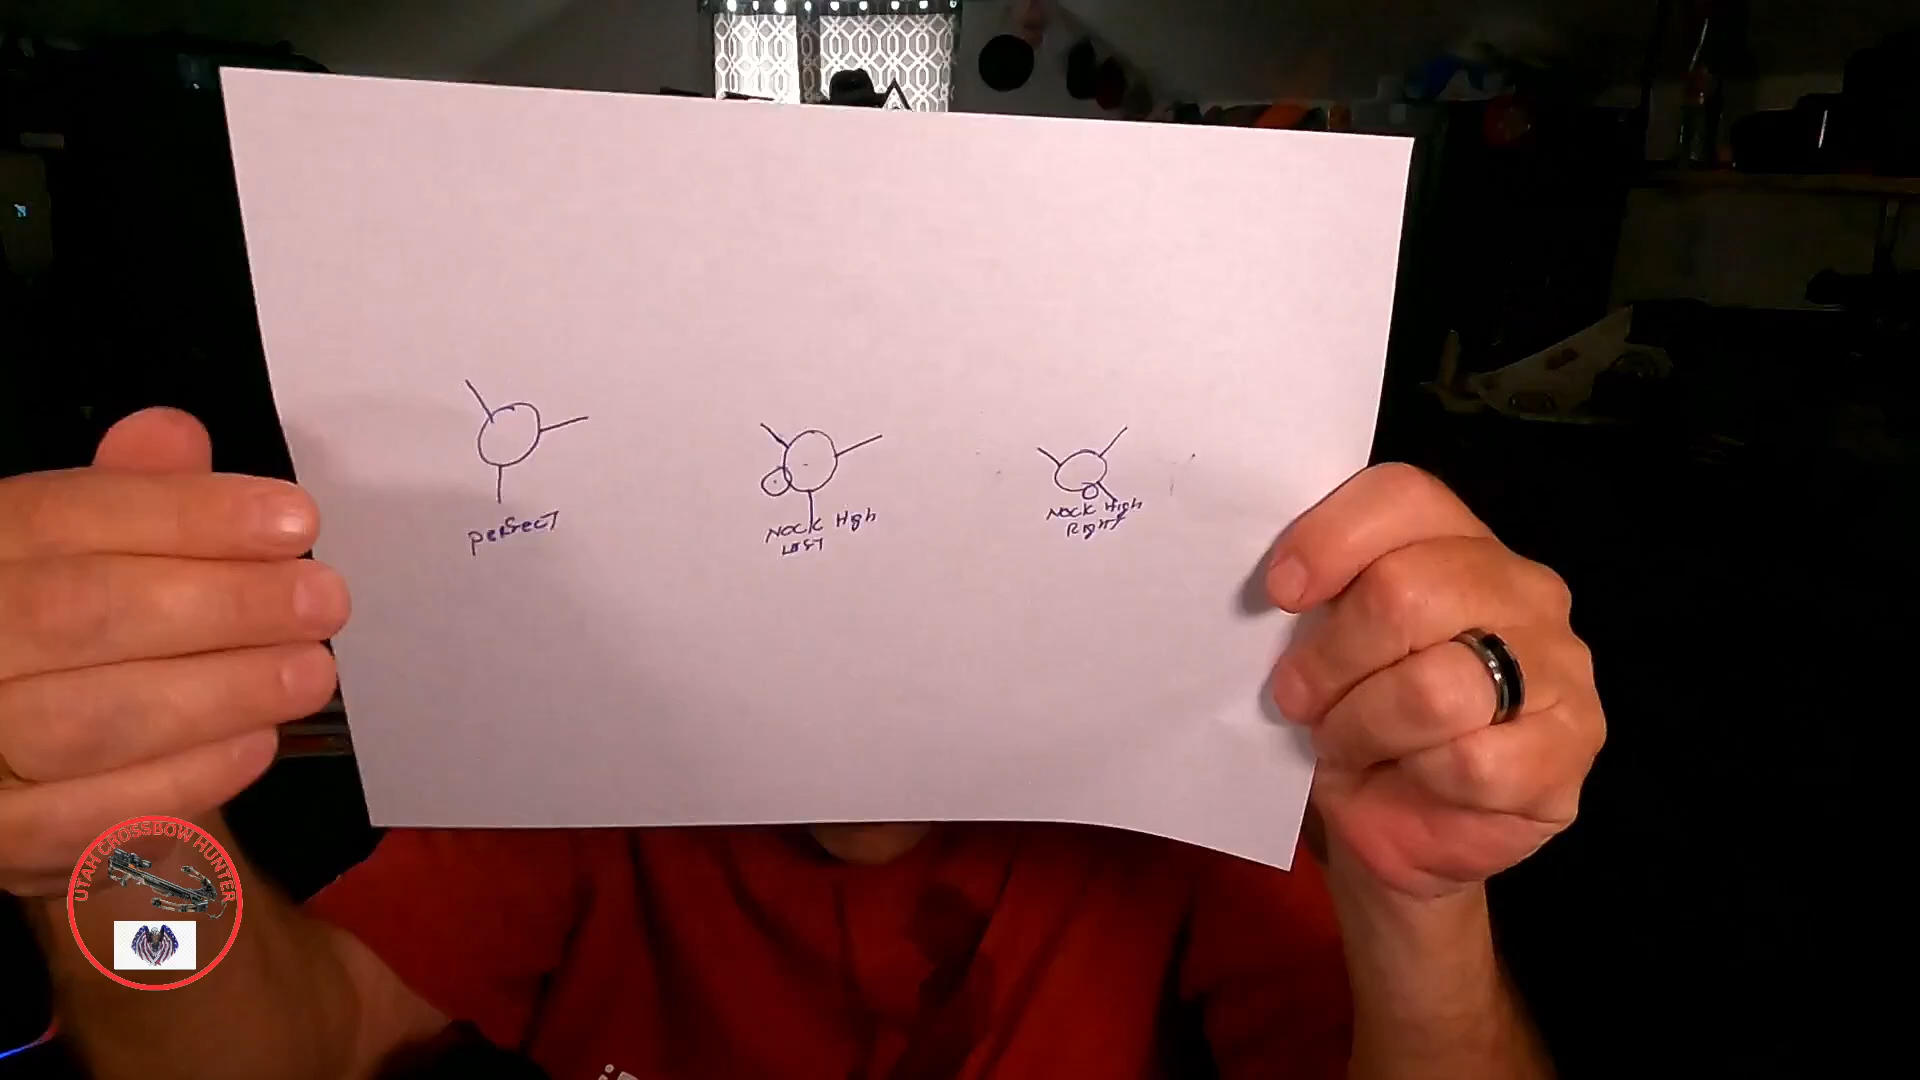 Perfect
Nock High
Left
Nock High
Right
UTAH CROSSBOW HUNTER